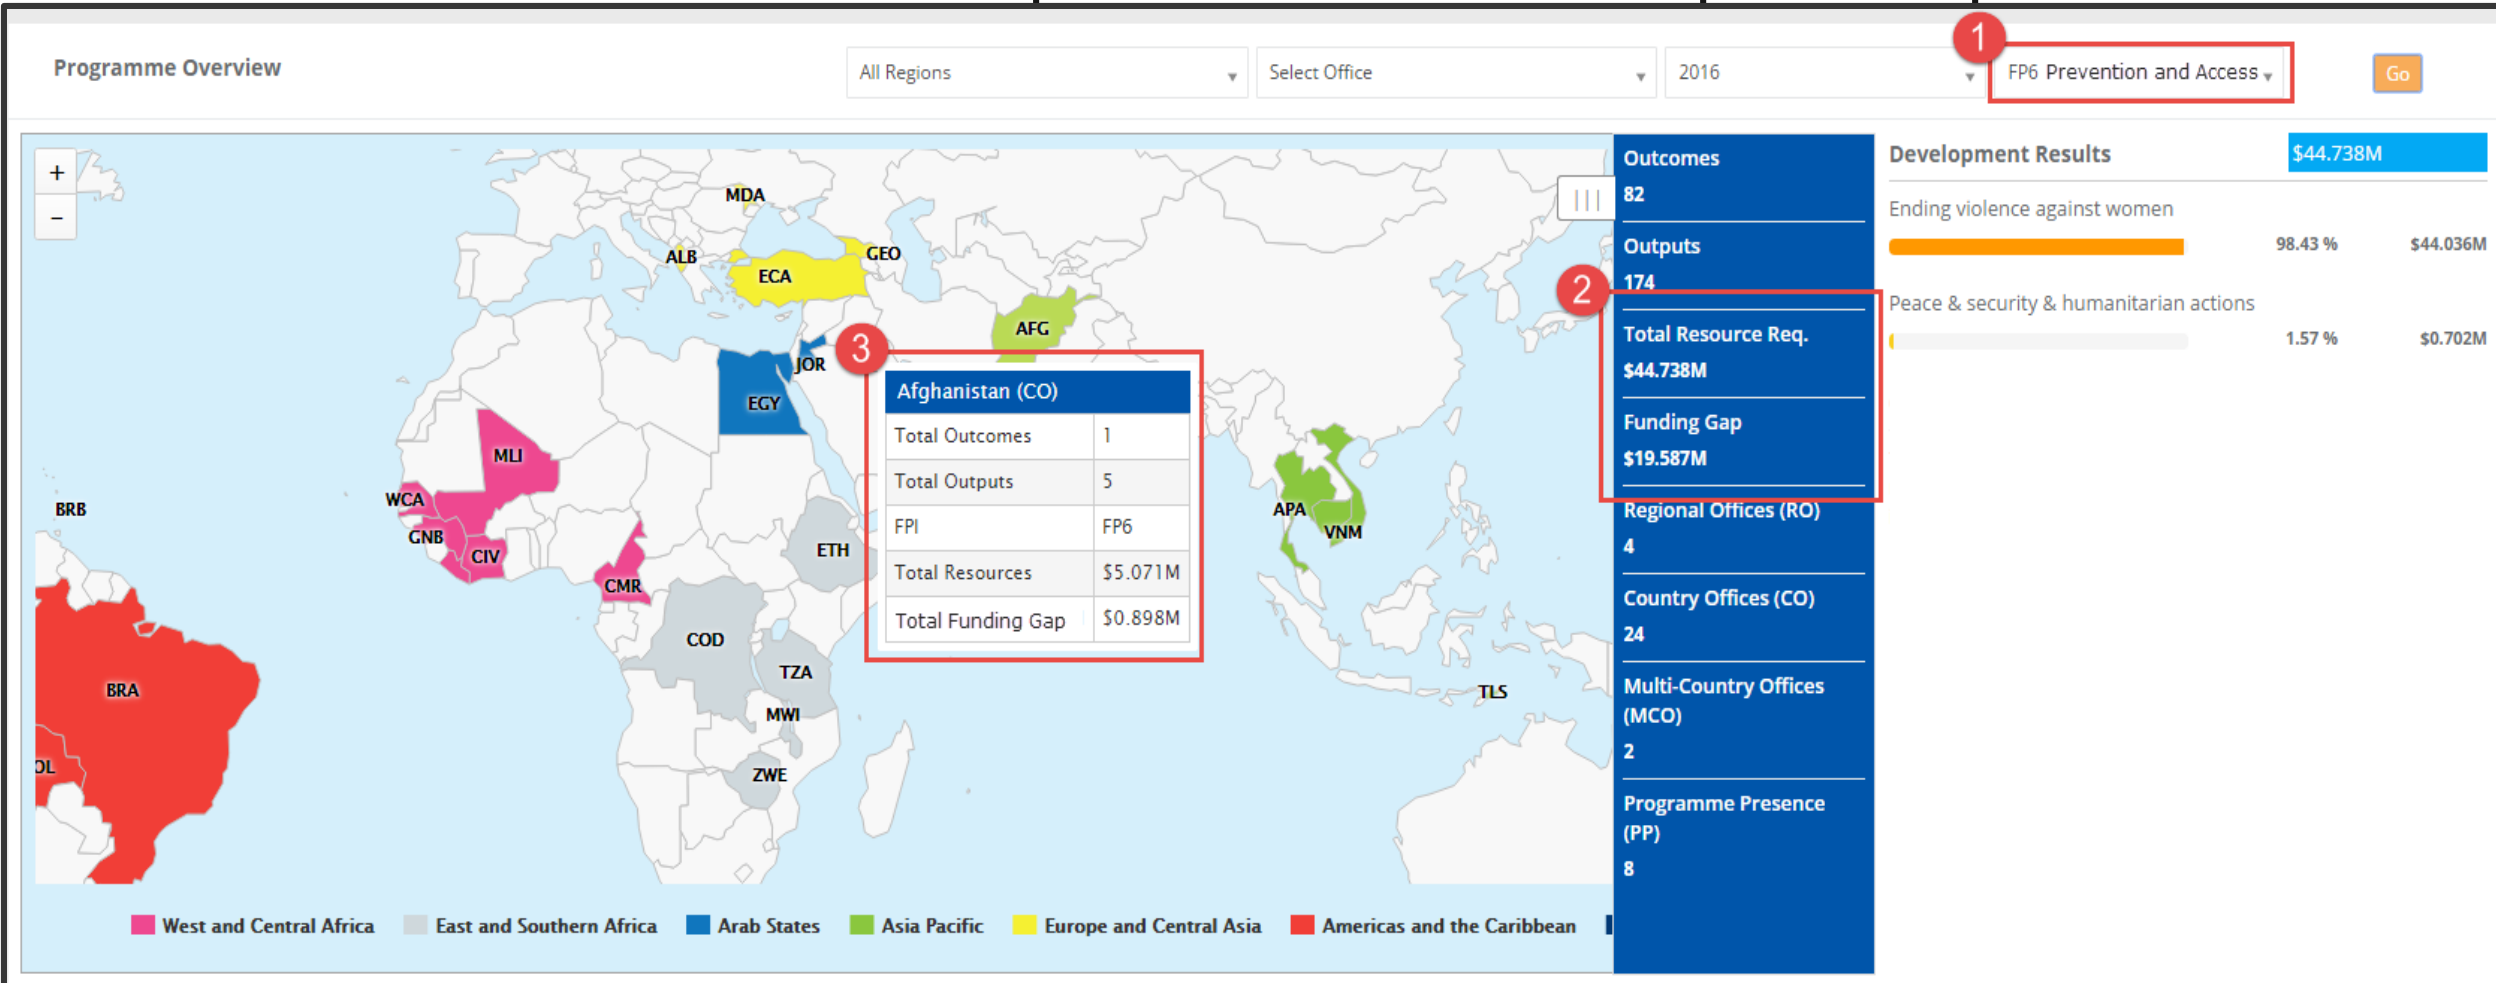 1
Programme Overview
All Regions
Select Office
2016
FP6 Prevention and Access
Go
+
−
MDA
ALB
ECA
GEO
AFG
JOR
EGY
MLI
WCA
GNB
CIV
CMR
ETH
COD
TZA
MWI
ZWE
BRB
BRA
OL
APA
VNM
TLS
3
Afghanistan (CO)
Total Outcomes 1
Total Outputs 5
FPI FP6
Total Resources $5.071M
Total Funding Gap $0.898M
West and Central Africa
East and Southern Africa
Arab States
Asia Pacific
Europe and Central Asia
Americas and the Caribbean
Outcomes
82
Outputs
174
2
Total Resource Req.
$44.738M
Funding Gap
$19.587M
Regional Offices (RO)
4
Country Offices (CO)
24
Multi-Country Offices
(MCO)
2
Programme Presence
(PP)
8
Development Results $44.738M
Ending violence against women
98.43 % $44.036M
Peace & security & humanitarian actions
1.57 % $0.702M